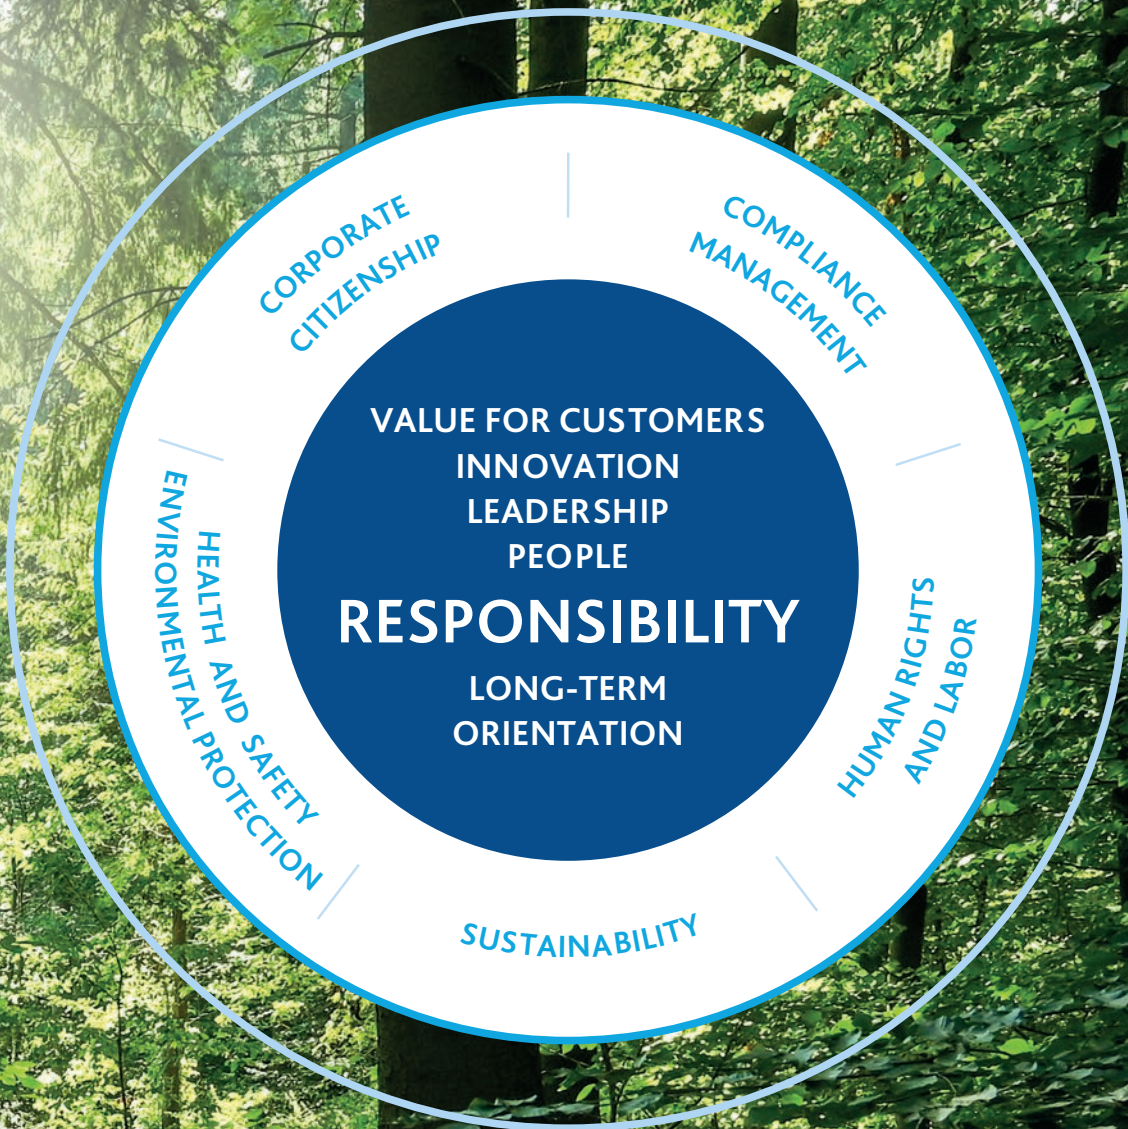 CORPORATE
CITIZENSHIP
COMPLIANCE
MANAGEMENT
VALUE FOR CUSTOMERS
INNOVATION
LEADERSHIP
PEOPLE
RESPONSIBILITY
LONG-TERM
ORIENTATION
HEALTH AND SAFETY
ENVIRONMENTAL PROTECTION
HUMAN RIGHTS
AND LABOR
SUSTAINABILITY